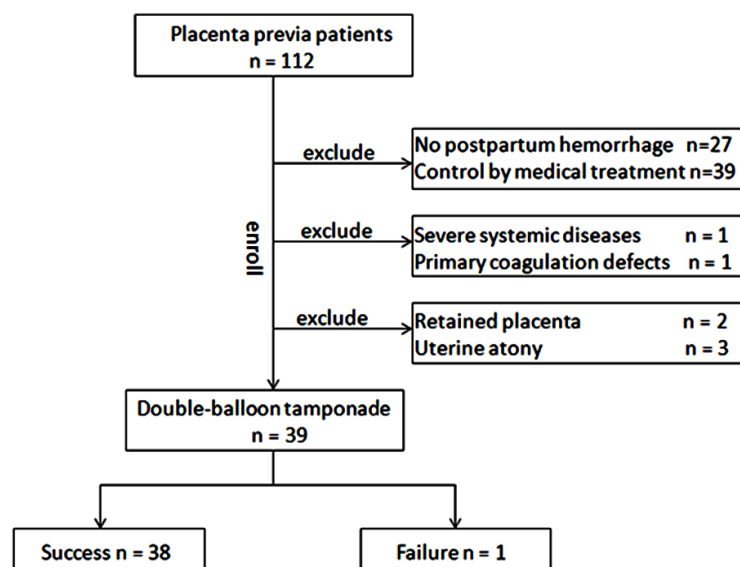 Placenta previa patients
n = 112
exclude
No postpartum hemorrhage n=27
Control by medical treatment n=39
enroll
exclude
Severe systemic diseases n = 1
Primary coagulation defects n = 1
exclude
Retained placenta n = 2
Uterine atony n = 3
Double-balloon tamponade
n = 39
Success n = 38
Failure n = 1